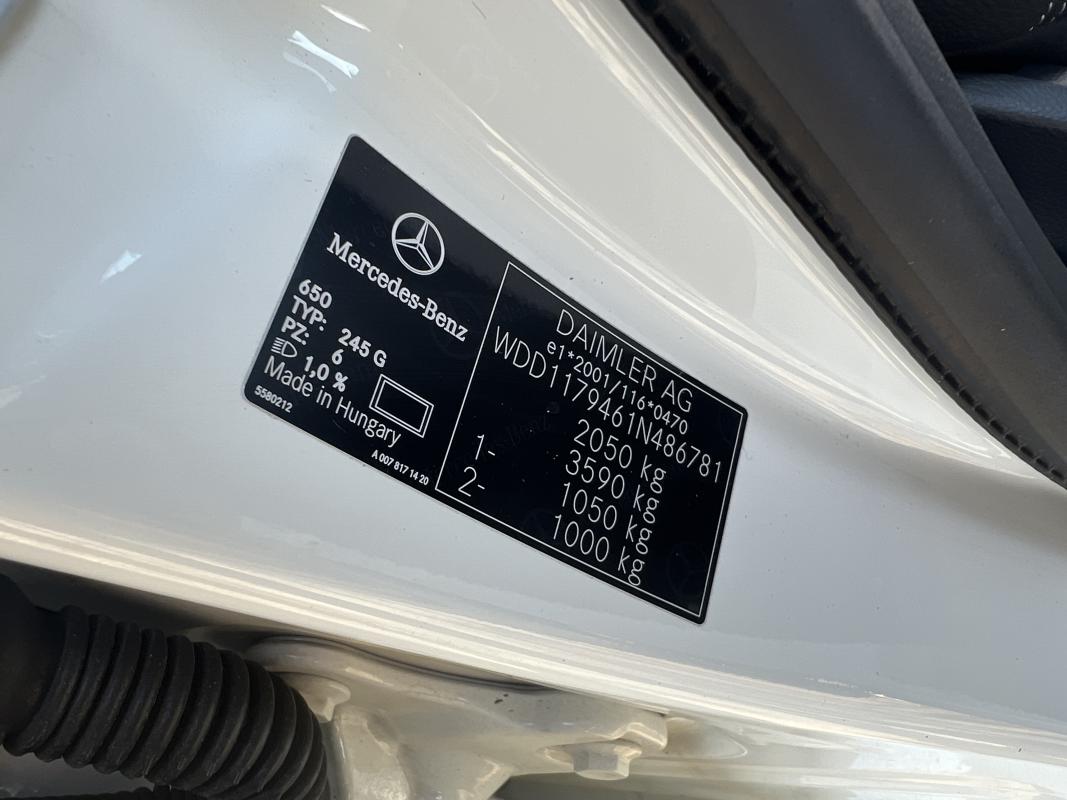 Mercedes-Benz
650
TYP: 245 G
PZ: 6
1,0 %
Made in Hungary
5580212
A 007 817 14 20
DAIMLER AG
e1*2001/116*0470
WDD1179461N486781
2050 kg
3590 kg
1- 1050 kg
2- 1000 kg